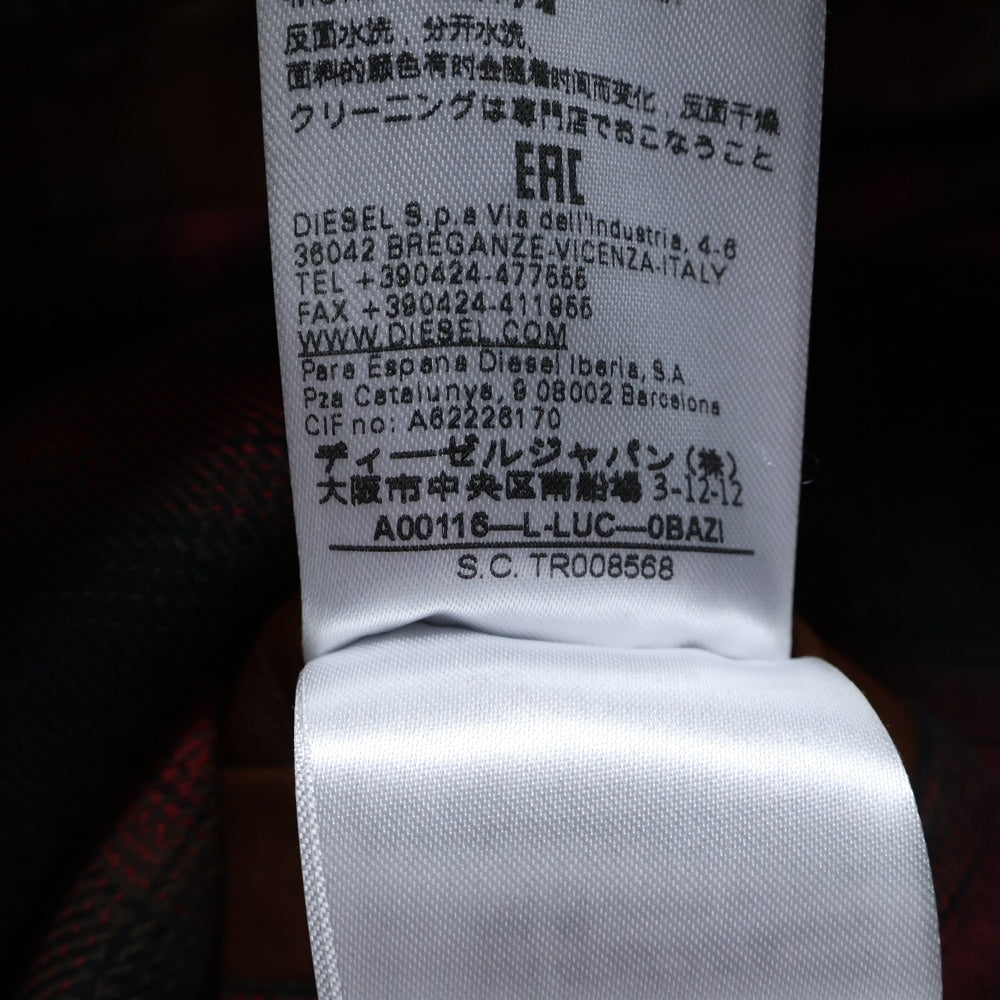 反面水洗, 分开水洗,
面料的颜色有时会随着时间而变化, 反面干燥
クリーニングは専門店でおこなうこと
EAC
DIESEL S.p.a Via dell'Industria, 4-6
36042 BREGANZE-VICENZA-ITALY
TEL +390424-477555
FAX +390424-411955
WWW.DIESEL.COM
Para Espana Diesel Iberia, S.A
Pza Catalunya, 9 08002 Barcelona
CIF no: A62226170
ディーゼルジャパン(株)
大阪市中央区南船場 3-12-12
A00116—L-LUC—0BAZI
S.C. TR008568